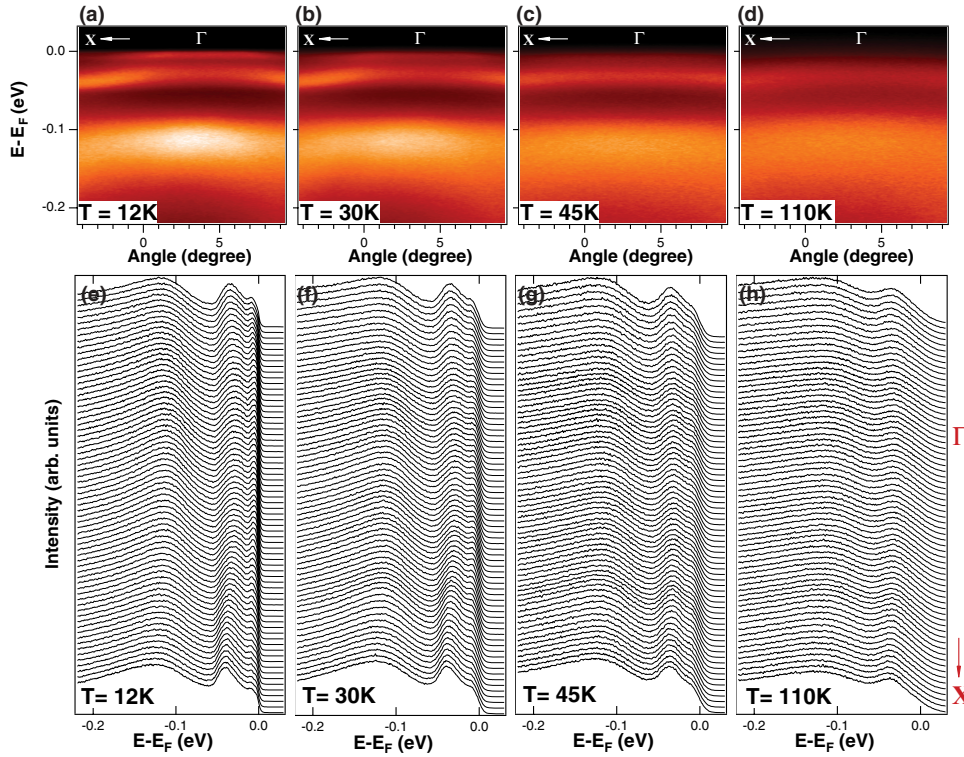 (a) (b) (c) (d)
X Γ X Γ X Γ X Γ
0.0
-0.1
-0.2
E- E_F (eV)
T = 12K T = 30K T = 45K T = 110K
0 5 0 5 0 5 0 5
Angle (degree) Angle (degree) Angle (degree) Angle (degree)
(e) (f) (g) (h)
Intensity (arb. units)
Γ
X
T = 12K T = 30K T = 45K T = 110K
-0.2 -0.1 0.0 -0.2 -0.1 0.0 -0.2 -0.1 0.0 -0.2 -0.1 0.0
E-E_F (eV) E-E_F (eV) E-E_F (eV) E-E_F (eV)